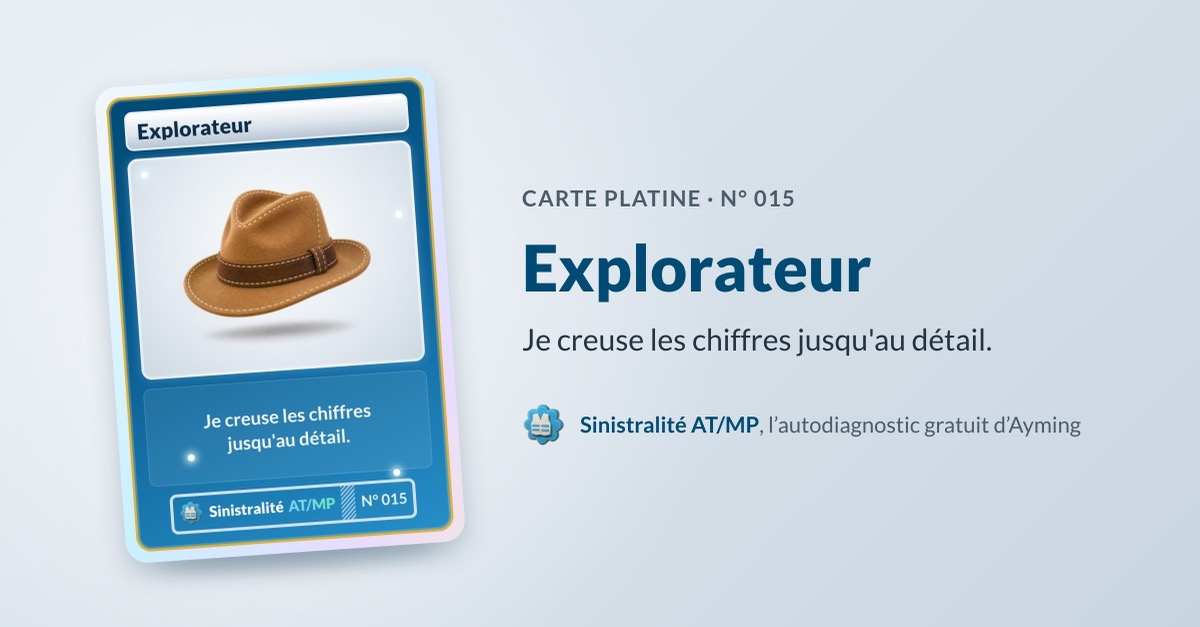 Explorateur
Je creuse les chiffres
jusqu'au détail.
Sinistralité AT/MP N° 015
CARTE PLATINE · N° 015
Explorateur
Je creuse les chiffres jusqu'au détail.
Sinistralité AT/MP, l’autodiagnostic gratuit d’Ayming